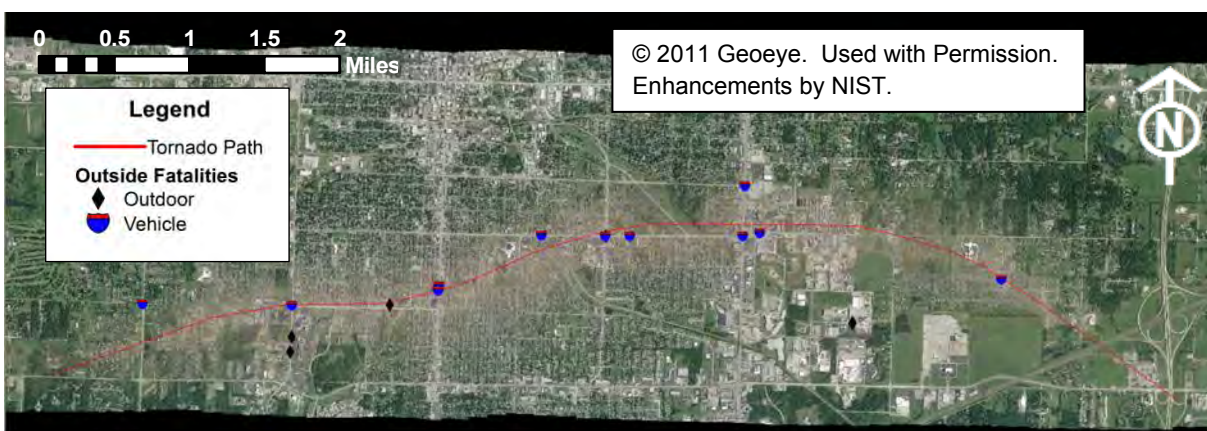 0 0.5 1 1.5 2
Miles
© 2011 Geoeye. Used with Permission.
Enhancements by NIST.
Legend
Tornado Path
Outside Fatalities
Outdoor
Vehicle
N